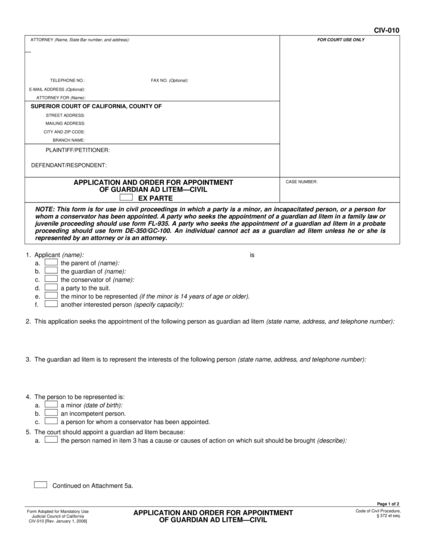 CIV-010
ATTORNEY (Name, State Bar number, and address):
FOR COURT USE ONLY
TELEPHONE NO.: FAX NO. (Optional):
E-MAIL ADDRESS (Optional):
ATTORNEY FOR (Name):
SUPERIOR COURT OF CALIFORNIA, COUNTY OF
STREET ADDRESS:
MAILING ADDRESS:
CITY AND ZIP CODE:
BRANCH NAME:
PLAINTIFF/PETITIONER:
DEFENDANT/RESPONDENT:
APPLICATION AND ORDER FOR APPOINTMENT
OF GUARDIAN AD LITEM—CIVIL
EX PARTE
CASE NUMBER:
NOTE: This form is for use in civil proceedings in which a party is a minor, an incapacitated person, or a person for
whom a conservator has been appointed. A party who seeks the appointment of a guardian ad litem in a family law or
juvenile proceeding should use form FL-935. A party who seeks the appointment of a guardian ad litem in a probate
proceeding should use form DE-350/GC-100. An individual cannot act as a guardian ad litem unless he or she is
represented by an attorney or is an attorney.
1. Applicant (name): is
a. the parent of (name):
b. the guardian of (name):
c. the conservator of (name):
d. a party to the suit.
e. the minor to be represented (if the minor is 14 years of age or older).
f. another interested person (specify capacity):
2. This application seeks the appointment of the following person as guardian ad litem (state name, address, and telephone number):
3. The guardian ad litem is to represent the interests of the following person (state name, address, and telephone number):
4. The person to be represented is:
a. a minor (date of birth):
b. an incompetent person.
c. a person for whom a conservator has been appointed.
5. The court should appoint a guardian ad litem because:
a. the person named in item 3 has a cause or causes of action on which suit should be brought (describe):
Continued on Attachment 5a.
Page 1 of 2
Form Adopted for Mandatory Use
Judicial Council of California
CIV-010 [Rev. January 1, 2008]
APPLICATION AND ORDER FOR APPOINTMENT
OF GUARDIAN AD LITEM—CIVIL
Code of Civil Procedure,
§ 372 et seq.